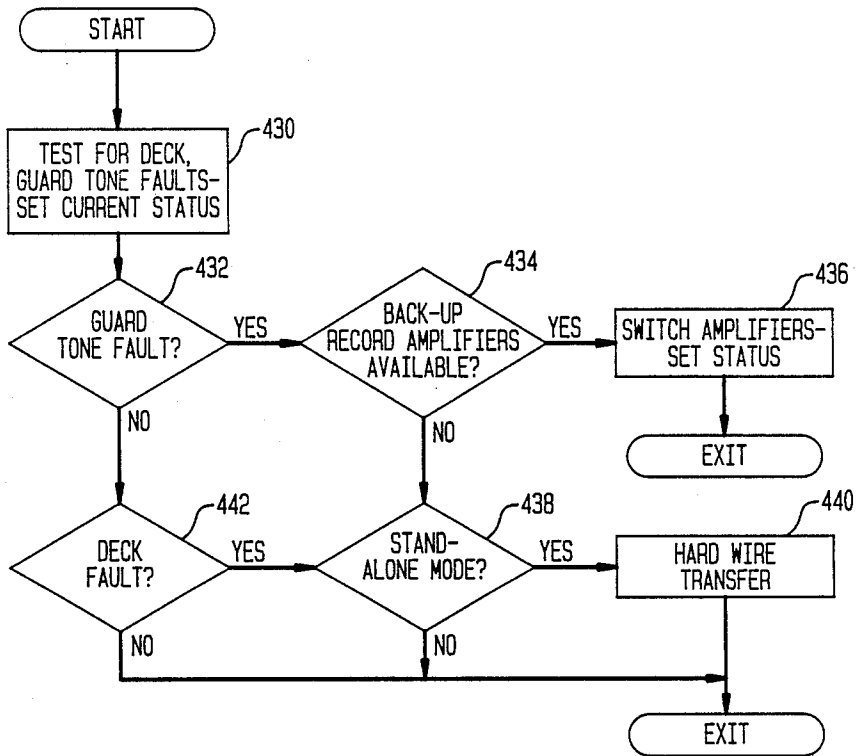 START
430
TEST FOR DECK,
GUARD TONE FAULTS-
SET CURRENT STATUS
432
GUARD
TONE FAULT?
YES
NO
434
BACK-UP
RECORD AMPLIFIERS
AVAILABLE?
YES
NO
436
SWITCH AMPLIFIERS-
SET STATUS
EXIT
442
DECK
FAULT?
YES
NO
438
STAND-
ALONE MODE?
YES
NO
440
HARD WIRE
TRANSFER
EXIT